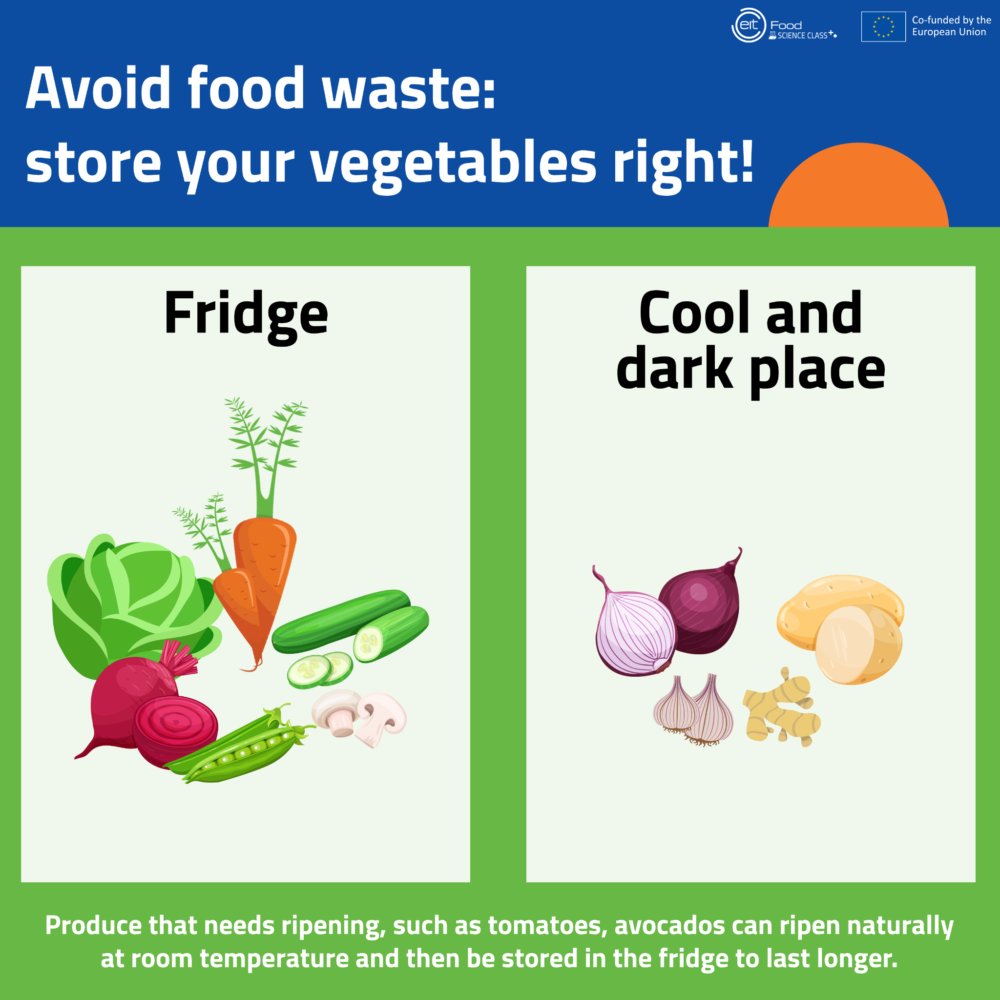 eit Food
SCIENCE CLASS
Co-funded by the
European Union
Avoid food waste:
store your vegetables right!
Fridge
Cool and
dark place
Produce that needs ripening, such as tomatoes, avocados can ripen naturally
at room temperature and then be stored in the fridge to last longer.